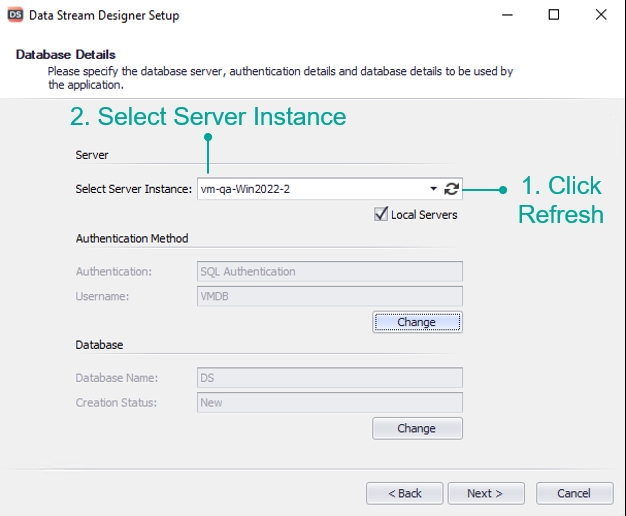 DS Data Stream Designer Setup
Database Details
Please specify the database server, authentication details and database details to be used by
the application.
2. Select Server Instance
Server
Select Server Instance: vm-qa-Win2022-2
1. Click
Refresh
Local Servers
Authentication Method
Authentication: SQL Authentication
Username: VMDB
Change
Database
Database Name: DS
Creation Status: New
Change
< Back Next > Cancel